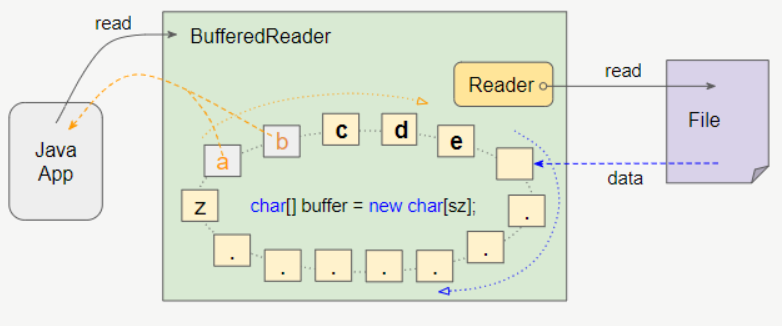 read
BufferedReader
Reader
read
File
Java
App
a
b
c
d
e
z
char[] buffer = new char[sz];
data
.
.
.
.
.
.
.